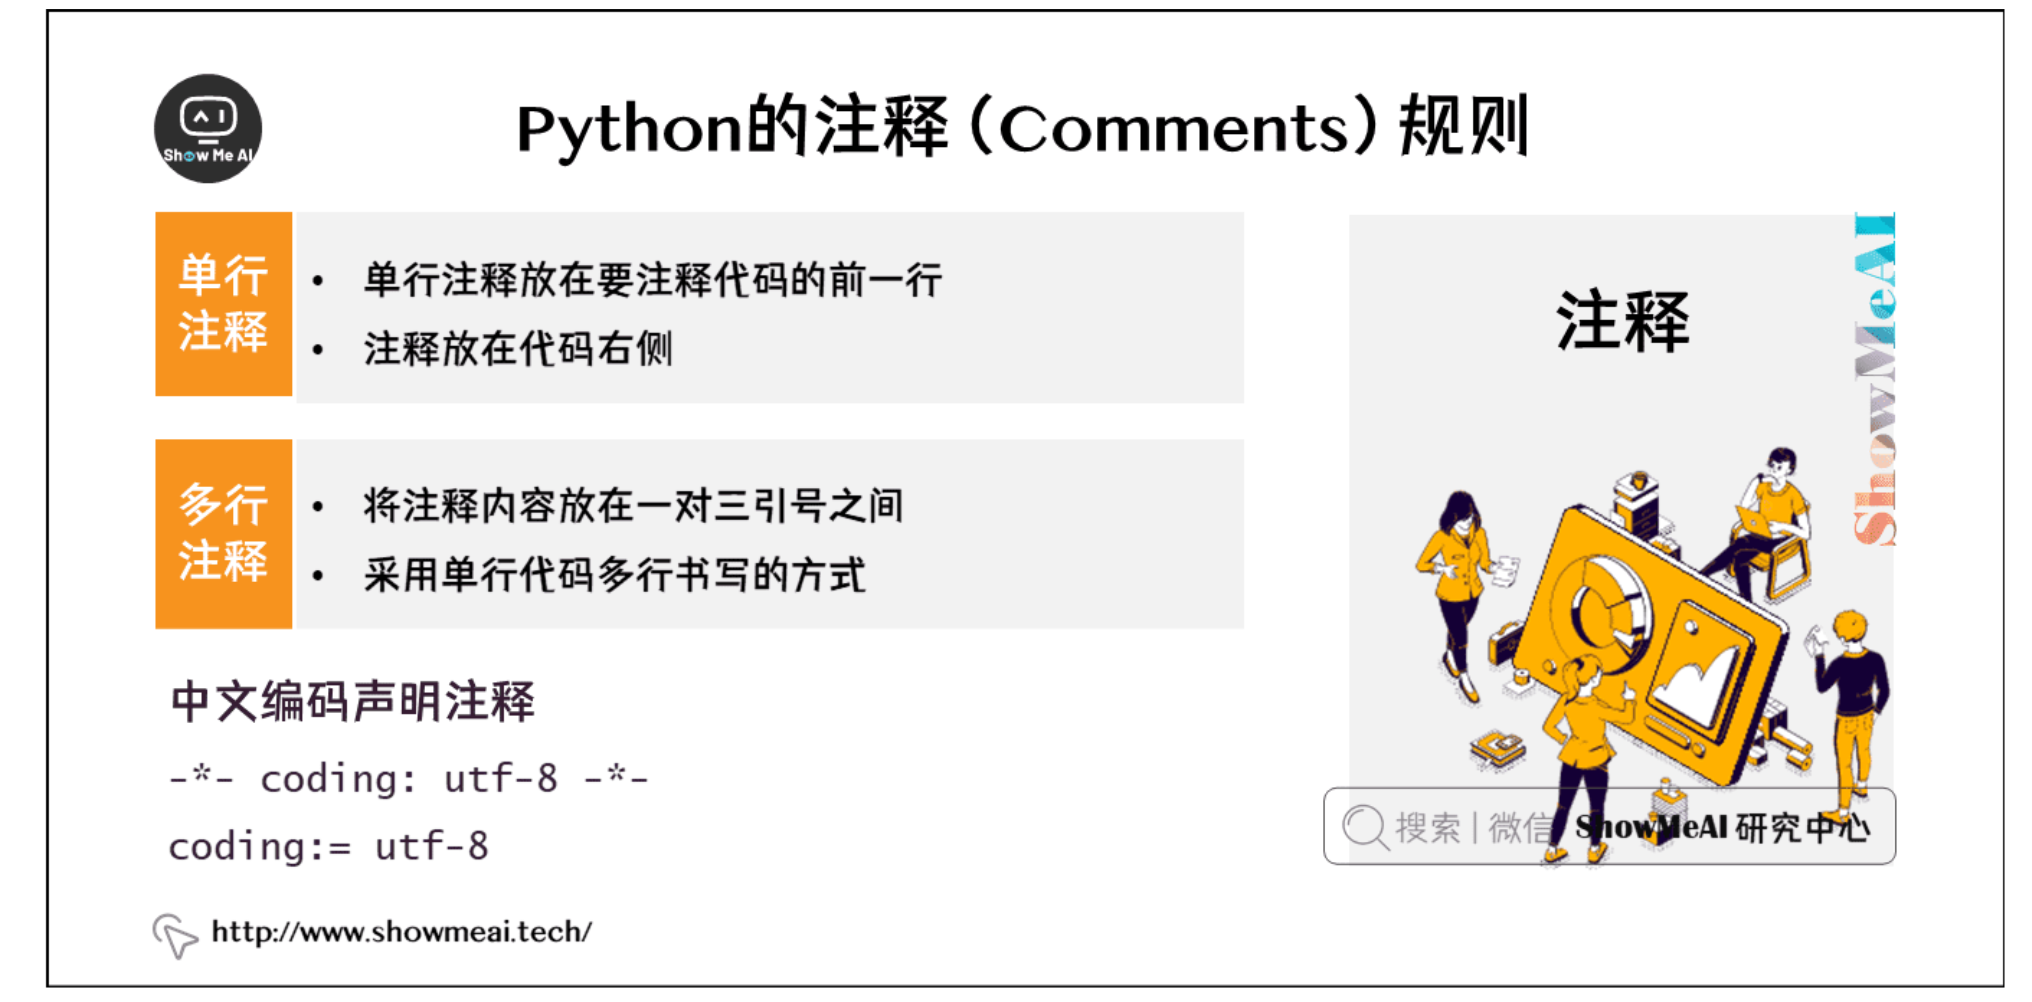 Show Me AI
Python的注释（Comments）规则
单行
注释
• 单行注释放在要注释代码的前一行
• 注释放在代码右侧
多行
注释
• 将注释内容放在一对三引号之间
• 采用单行代码多行书写的方式
中文编码声明注释
-*- coding: utf-8 -*-
coding:= utf-8
http://www.showmeai.tech/
注释
ShowMeAI
搜索 | 微信 ShowMeAI 研究中心